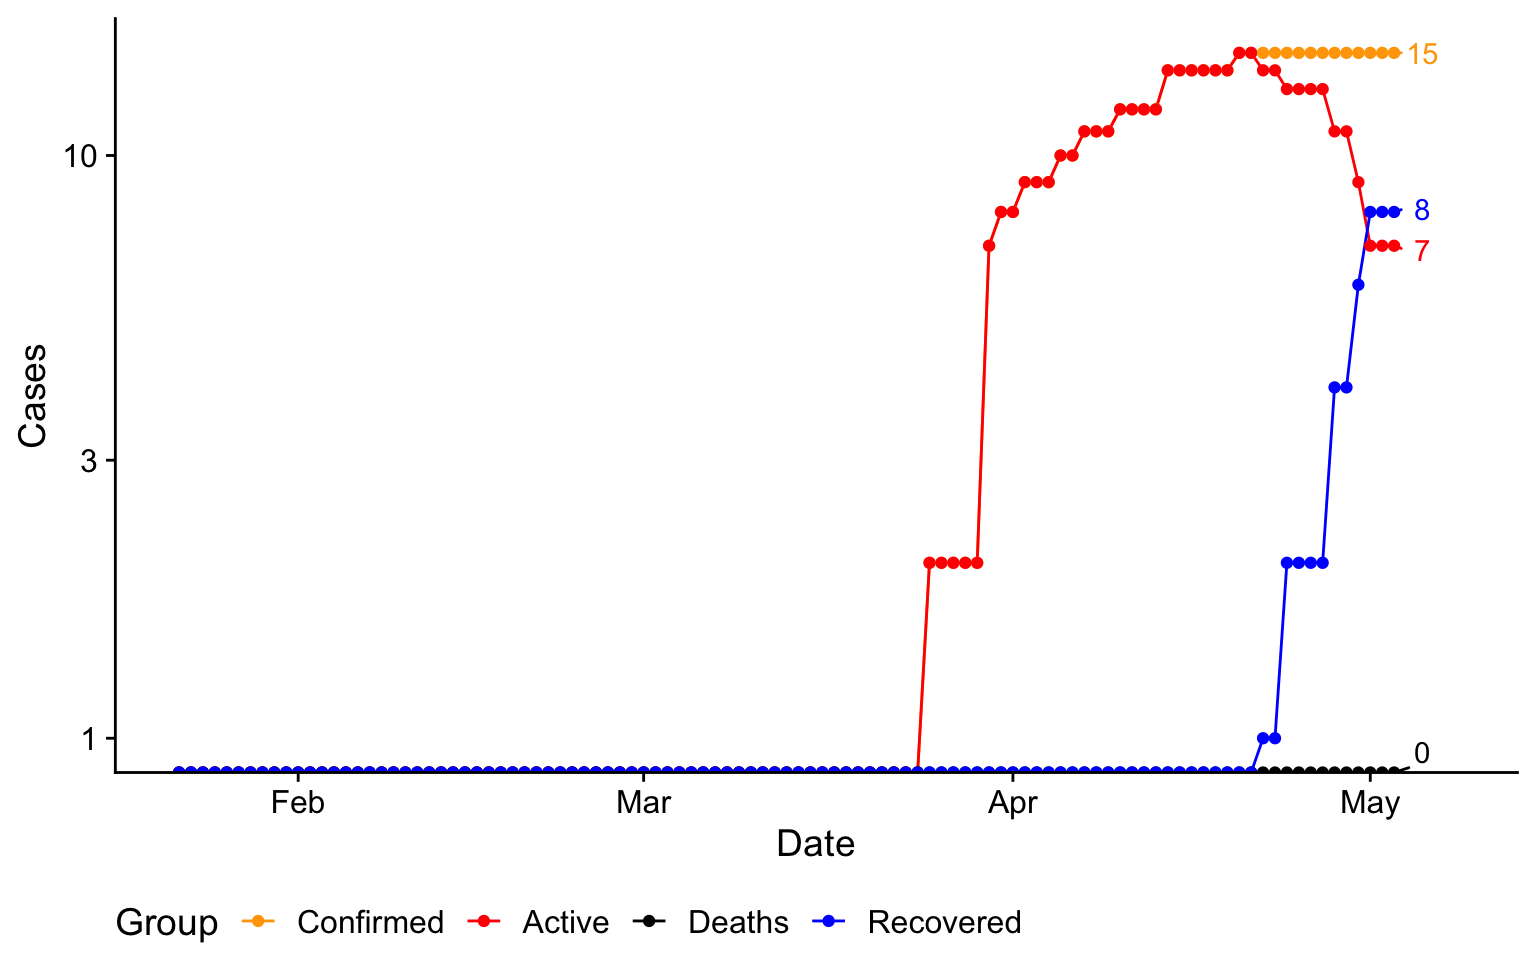 15
10
8
7
Cases
3
1
0
Feb Mar Apr May
Date
Group Confirmed Active Deaths Recovered